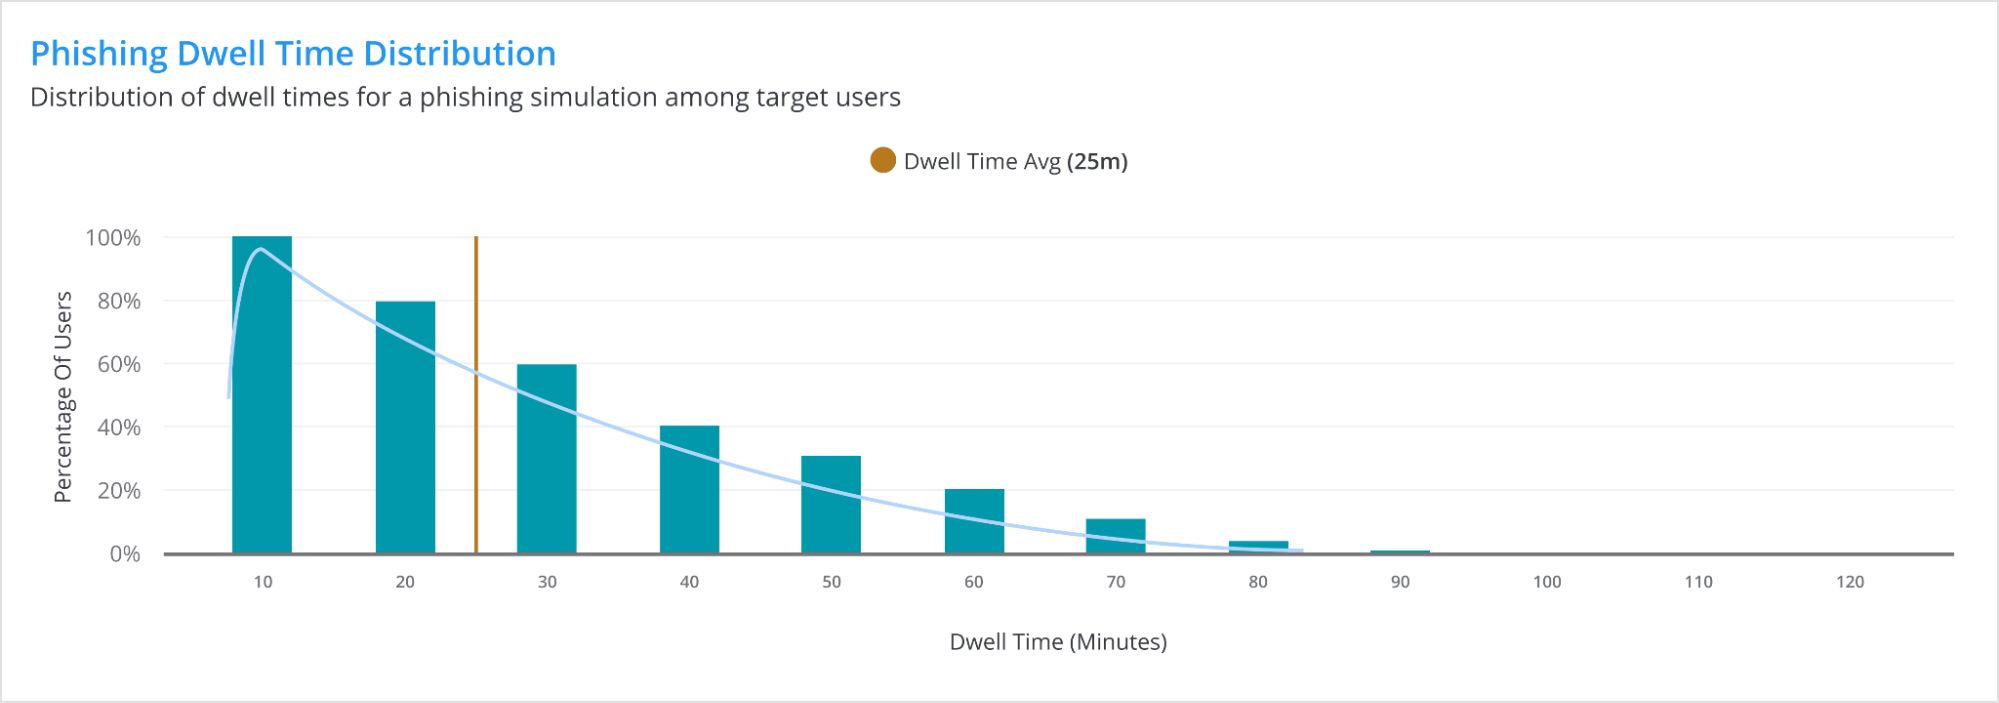 Phishing Dwell Time Distribution
Distribution of dwell times for a phishing simulation among target users
Dwell Time Avg (25m)
Percentage Of Users
100%
80%
60%
40%
20%
0%
10 20 30 40 50 60 70 80 90 100 110 120
Dwell Time (Minutes)